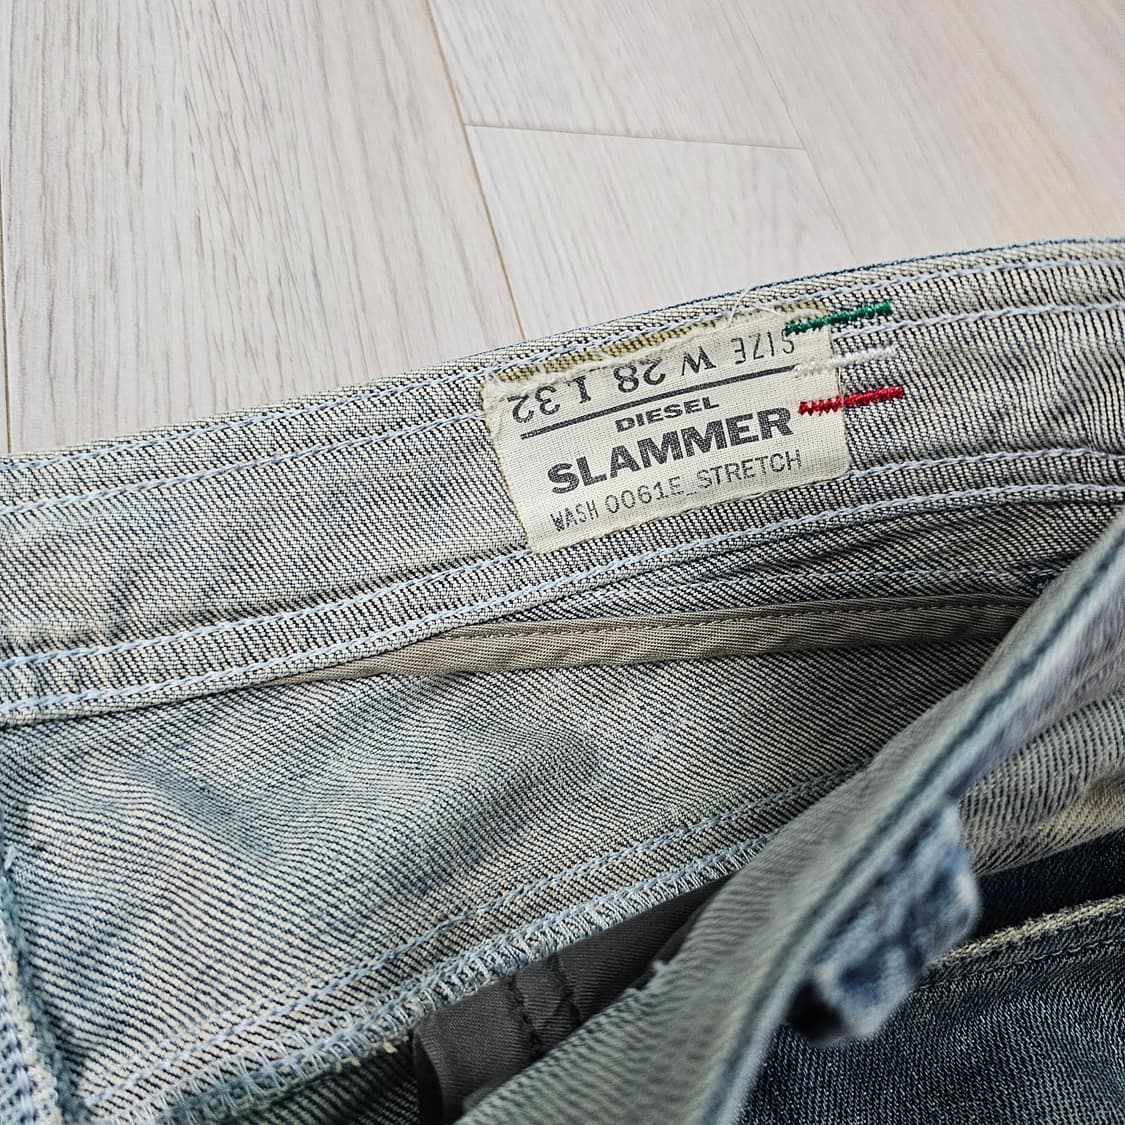 SIZE W 28 L 32
DIESEL
SLAMMER
WASH 0061E_STRETCH